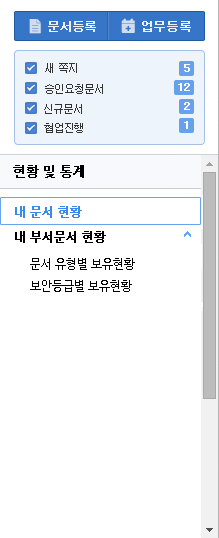 문서등록 업무등록
새 쪽지 5
승인요청문서 12
신규문서 2
협업진행 1
현황 및 통계
내 문서 현황
내 부서문서 현황
문서 유형별 보유현황
보안등급별 보유현황